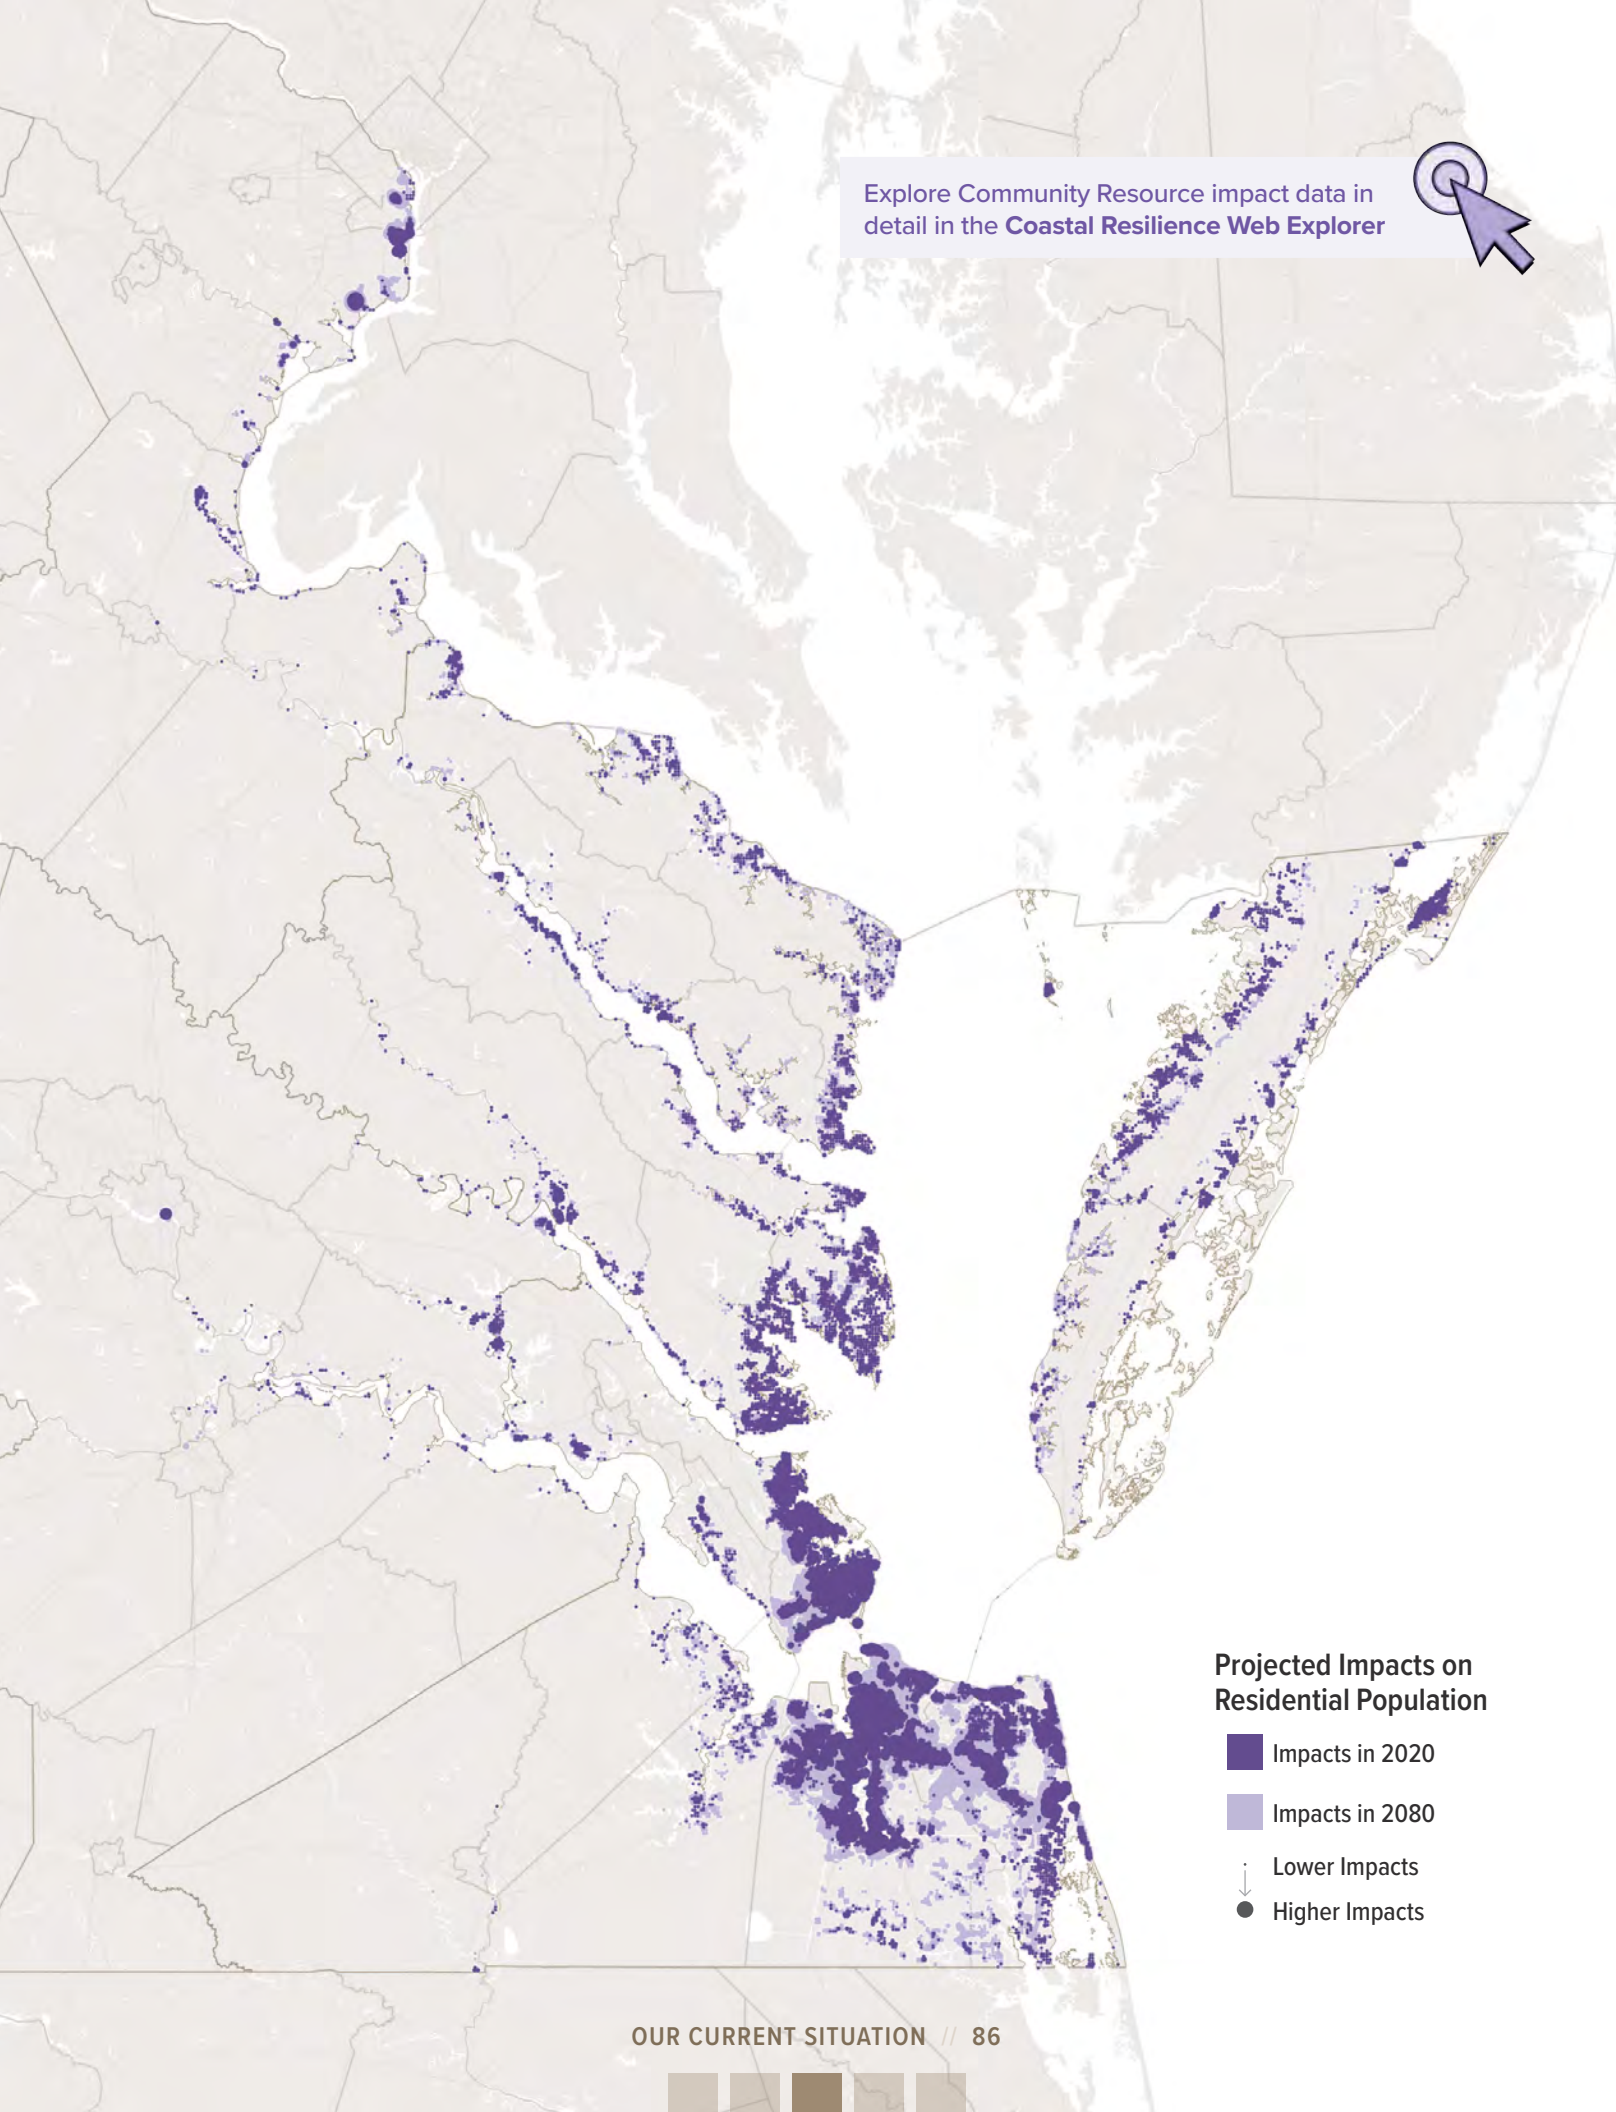 Explore Community Resource impact data in
detail in the Coastal Resilience Web Explorer
Projected Impacts on
Residential Population
Impacts in 2020
Impacts in 2080
Lower Impacts
Higher Impacts
OUR CURRENT SITUATION // 86